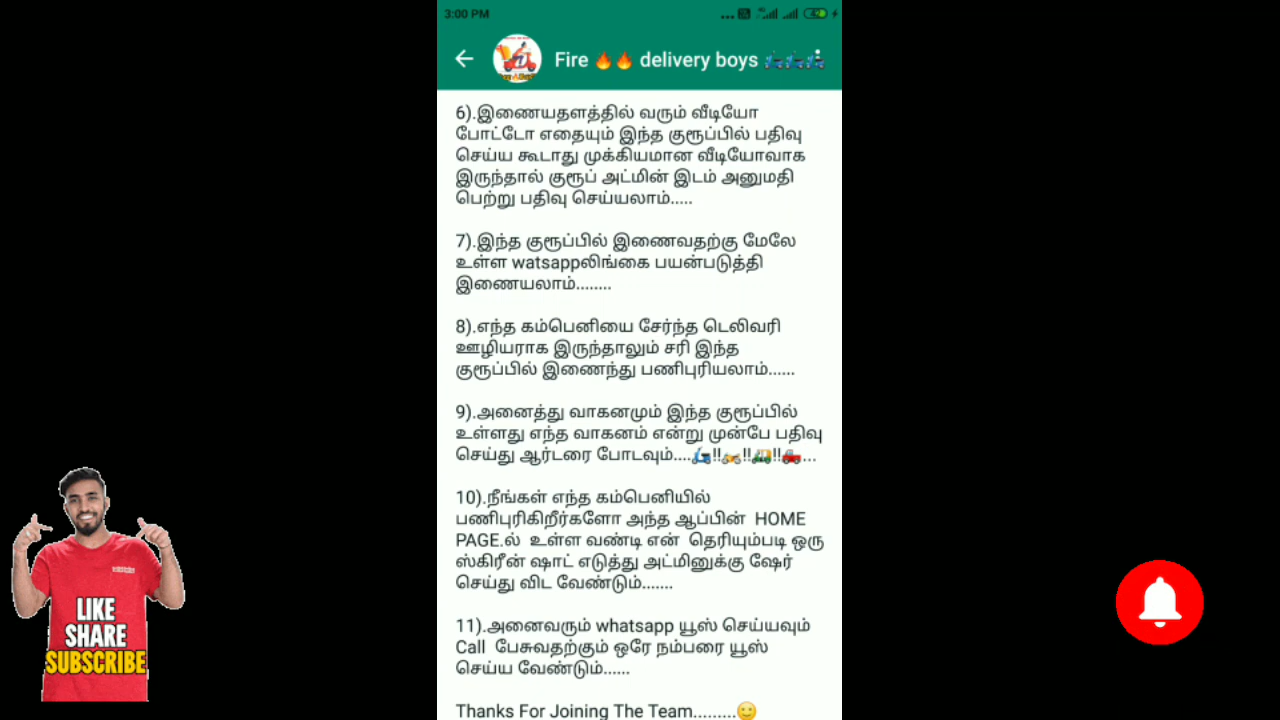 3:00 PM
Fire 🔥🔥 delivery boys 🛵🛵🛵
6).இணையதளத்தில் வரும் வீடியோ
போட்டோ எதையும் இந்த குரூப்பில் பதிவு
செய்ய கூடாது முக்கியமான வீடியோவாக
இருந்தால் குரூப் அட்மின் இடம் அனுமதி
பெற்று பதிவு செய்யலாம்.....
7).இந்த குரூப்பில் இணைவதற்கு மேலே
உள்ள watsappலிங்கை பயன்படுத்தி
இணையலாம்........
8).எந்த கம்பெனியை சேர்ந்த டெலிவரி
ஊழியராக இருந்தாலும் சரி இந்த
குரூப்பில் இணைந்து பணிபுரியலாம்......
9).அனைத்து வாகனமும் இந்த குரூப்பில்
உள்ளது எந்த வாகனம் என்று முன்பே பதிவு
செய்து ஆர்டரை போடவும்....🛵!!🏍!!🛺!!🛻...
10).நீங்கள் எந்த கம்பெனியில்
பணிபுரிகிறீர்களோ அந்த ஆப்பின் HOME
PAGE.ல் உள்ள வண்டி என் தெரியும்படி ஒரு
ஸ்கிரீன் ஷாட் எடுத்து அட்மினுக்கு ஷேர்
செய்து விட வேண்டும்.......
11).அனைவரும் whatsapp யூஸ் செய்யவும்
Call பேசுவதற்கும் ஒரே நம்பரை யூஸ்
செய்ய வேண்டும்......
Thanks For Joining The Team.........🙂
LIKE
SHARE
SUBSCRIBE